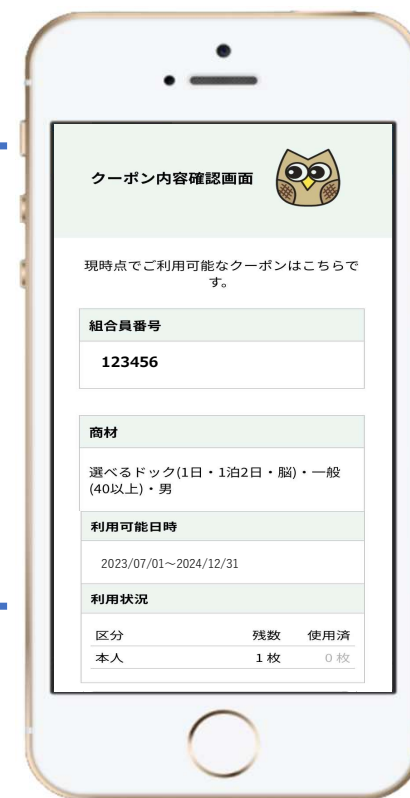 クーポン内容確認画面
現時点でご利用可能なクーポンはこちらで
す。
組合員番号
123456
商材
選べるドック(1日・1泊2日・脳)・一般
(40以上)・男
利用可能日時
2023/07/01～2024/12/31
利用状況
区分 残数 使用済
本人 1 枚 0 枚